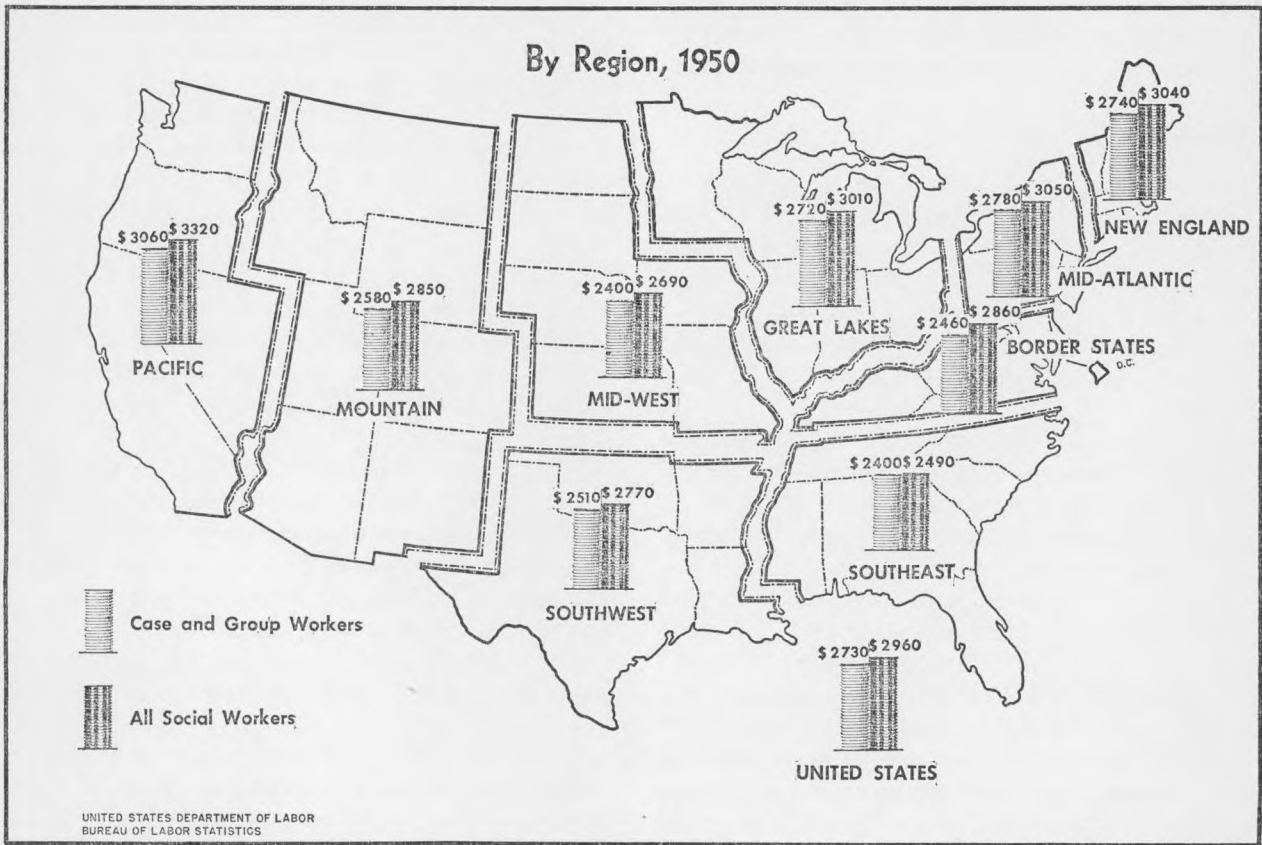 By Region, 1950
$2740 $3040
NEW ENGLAND
$2780 $3050
MID-ATLANTIC
$2720 $3010
GREAT LAKES
$3060 $3320
PACIFIC
$2580 $2850
MOUNTAIN
$2400 $2690
MID-WEST
$2460 $2860
BORDER STATES
D.C.
$2400 $2490
SOUTHEAST
$2510 $2770
SOUTHWEST
$2730 $2960
UNITED STATES
Case and Group Workers
All Social Workers
UNITED STATES DEPARTMENT OF LABOR
BUREAU OF LABOR STATISTICS